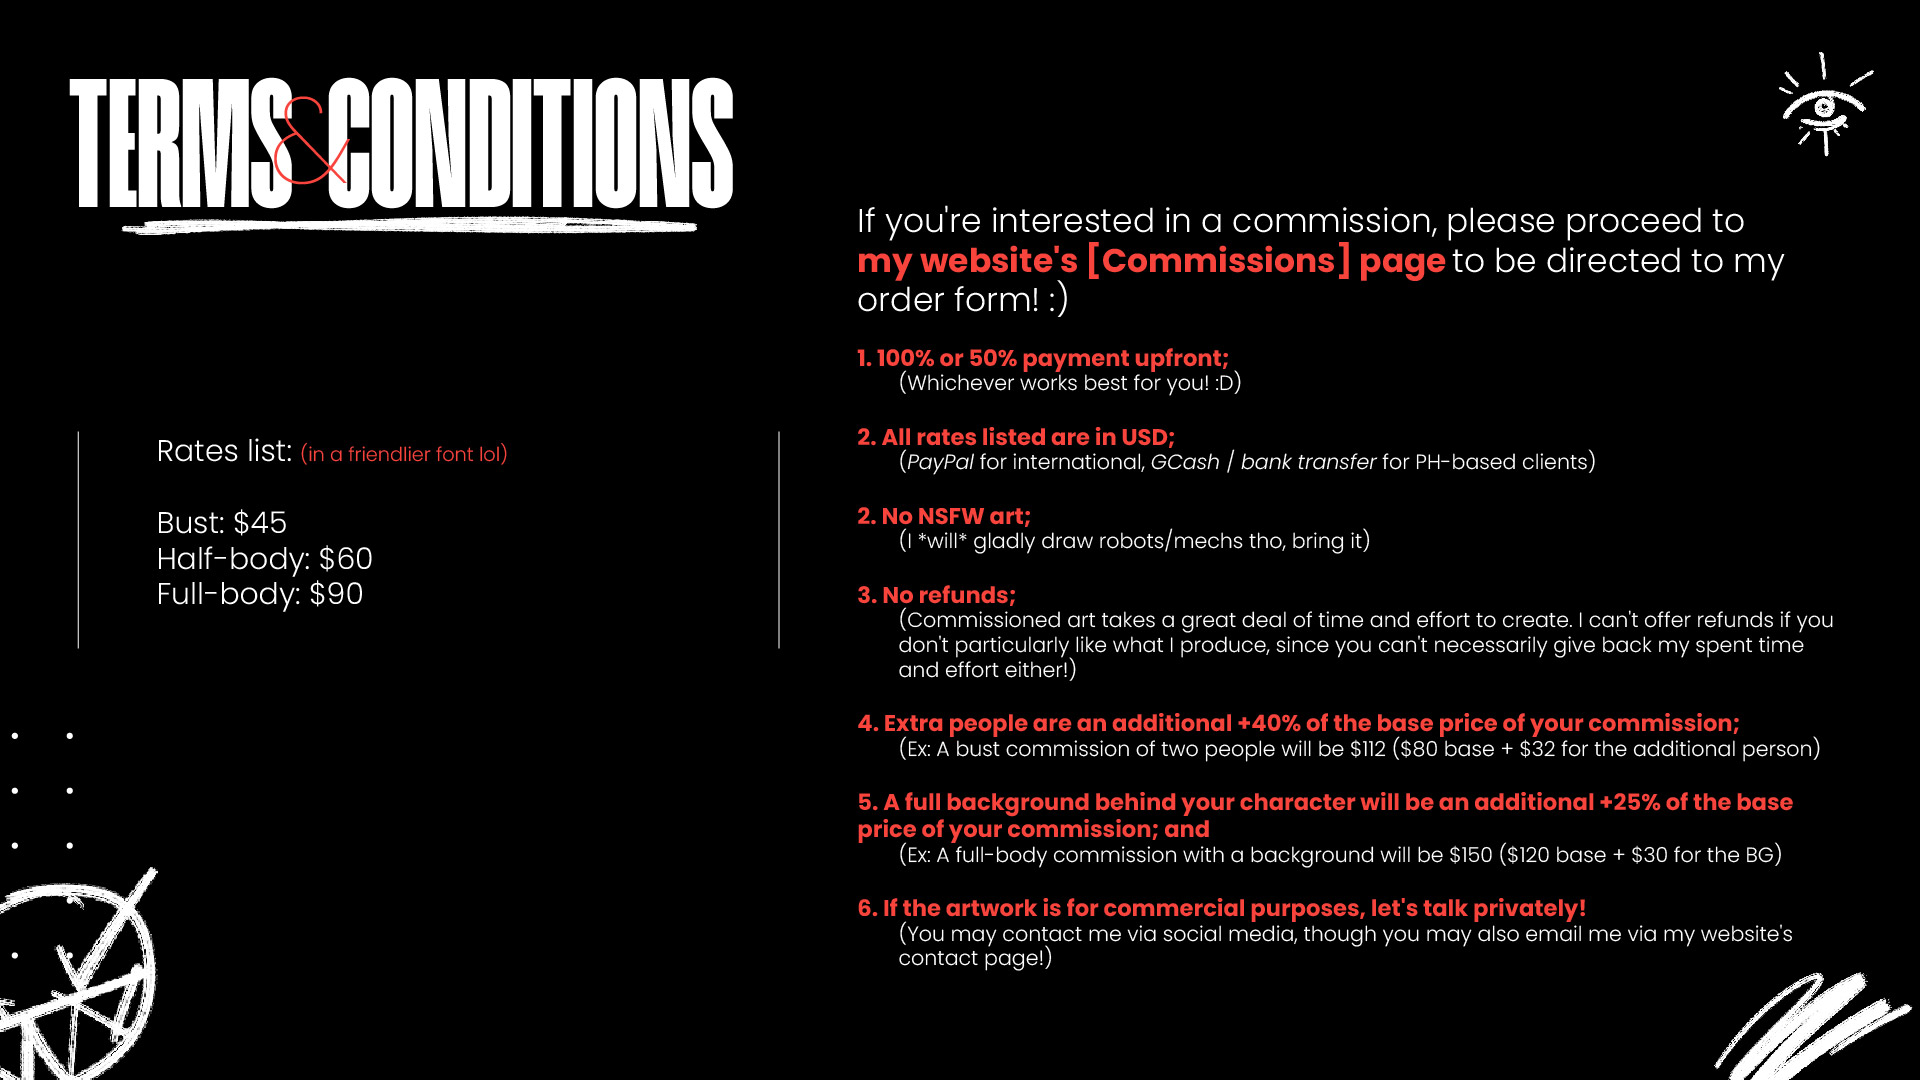 TERMS & CONDITIONS
If you're interested in a commission, please proceed to
my website's [Commissions] page to be directed to my
order form! :)
Rates list: (in a friendlier font lol)
Bust: $45
Half-body: $60
Full-body: $90
1. 100% or 50% payment upfront;
(Whichever works best for you! :D)
2. All rates listed are in USD;
(PayPal for international, GCash / bank transfer for PH-based clients)
2. No NSFW art;
(I *will* gladly draw robots/mechs tho, bring it)
3. No refunds;
(Commissioned art takes a great deal of time and effort to create. I can't offer refunds if you
don't particularly like what I produce, since you can't necessarily give back my spent time
and effort either!)
4. Extra people are an additional +40% of the base price of your commission;
(Ex: A bust commission of two people will be $112 ($80 base + $32 for the additional person)
5. A full background behind your character will be an additional +25% of the base
price of your commission; and
(Ex: A full-body commission with a background will be $150 ($120 base + $30 for the BG)
6. If the artwork is for commercial purposes, let's talk privately!
(You may contact me via social media, though you may also email me via my website's
contact page!)